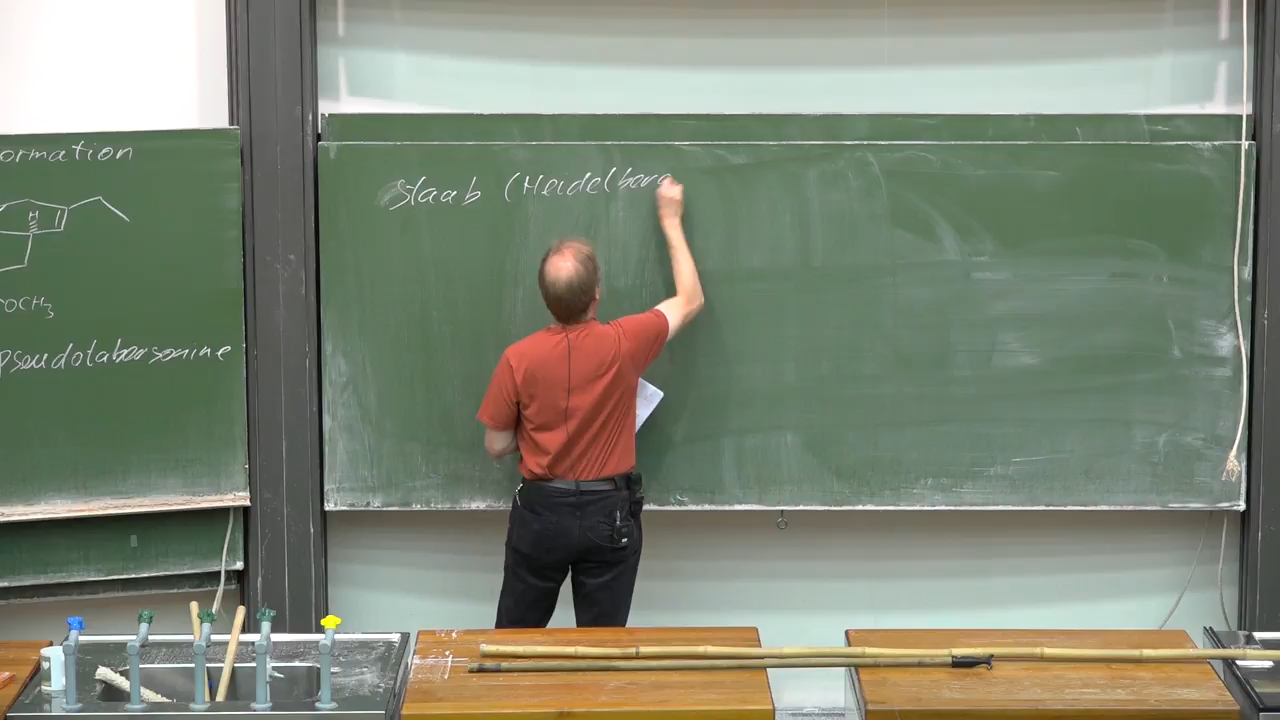 ormation
H
OCH3
pseudotabersonine
Staab (Heidelberg